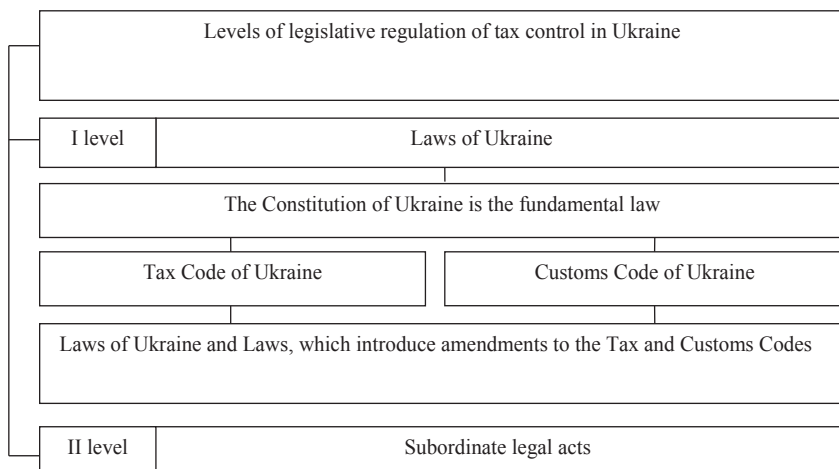 Levels of legislative regulation of tax control in Ukraine
I level Laws of Ukraine
The Constitution of Ukraine is the fundamental law
Tax Code of Ukraine Customs Code of Ukraine
Laws of Ukraine and Laws, which introduce amendments to the Tax and Customs Codes
II level Subordinate legal acts